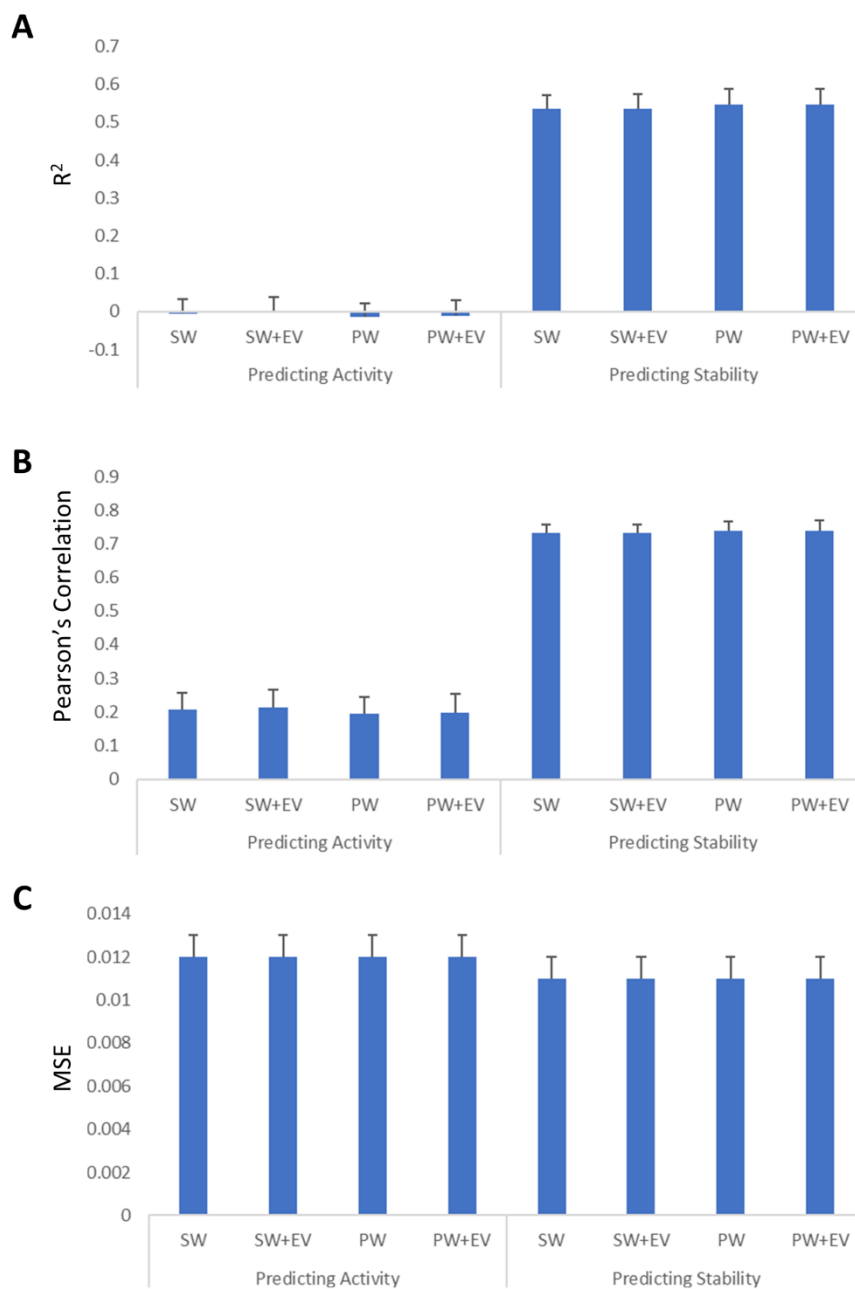 A
0.7
0.6
0.5
0.4
0.3
0.2
0.1
0
-0.1
R²
SW SW+EV PW PW+EV SW SW+EV PW PW+EV
Predicting Activity Predicting Stability
B
0.9
0.8
0.7
0.6
0.5
0.4
0.3
0.2
0.1
0
Pearson's Correlation
SW SW+EV PW PW+EV SW SW+EV PW PW+EV
Predicting Activity Predicting Stability
C
0.014
0.012
0.01
0.008
0.006
0.004
0.002
0
MSE
SW SW+EV PW PW+EV SW SW+EV PW PW+EV
Predicting Activity Predicting Stability